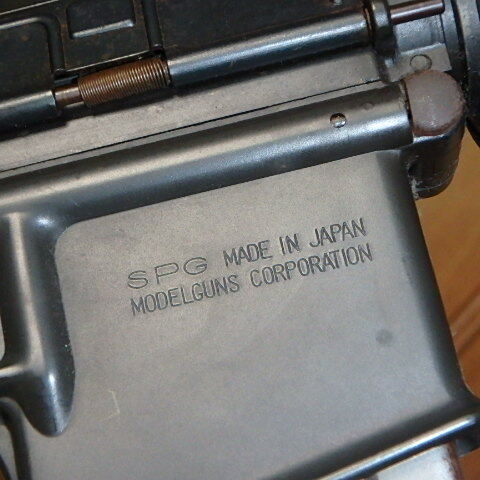 SPG MADE IN JAPAN
MODELGUNS CORPORATION